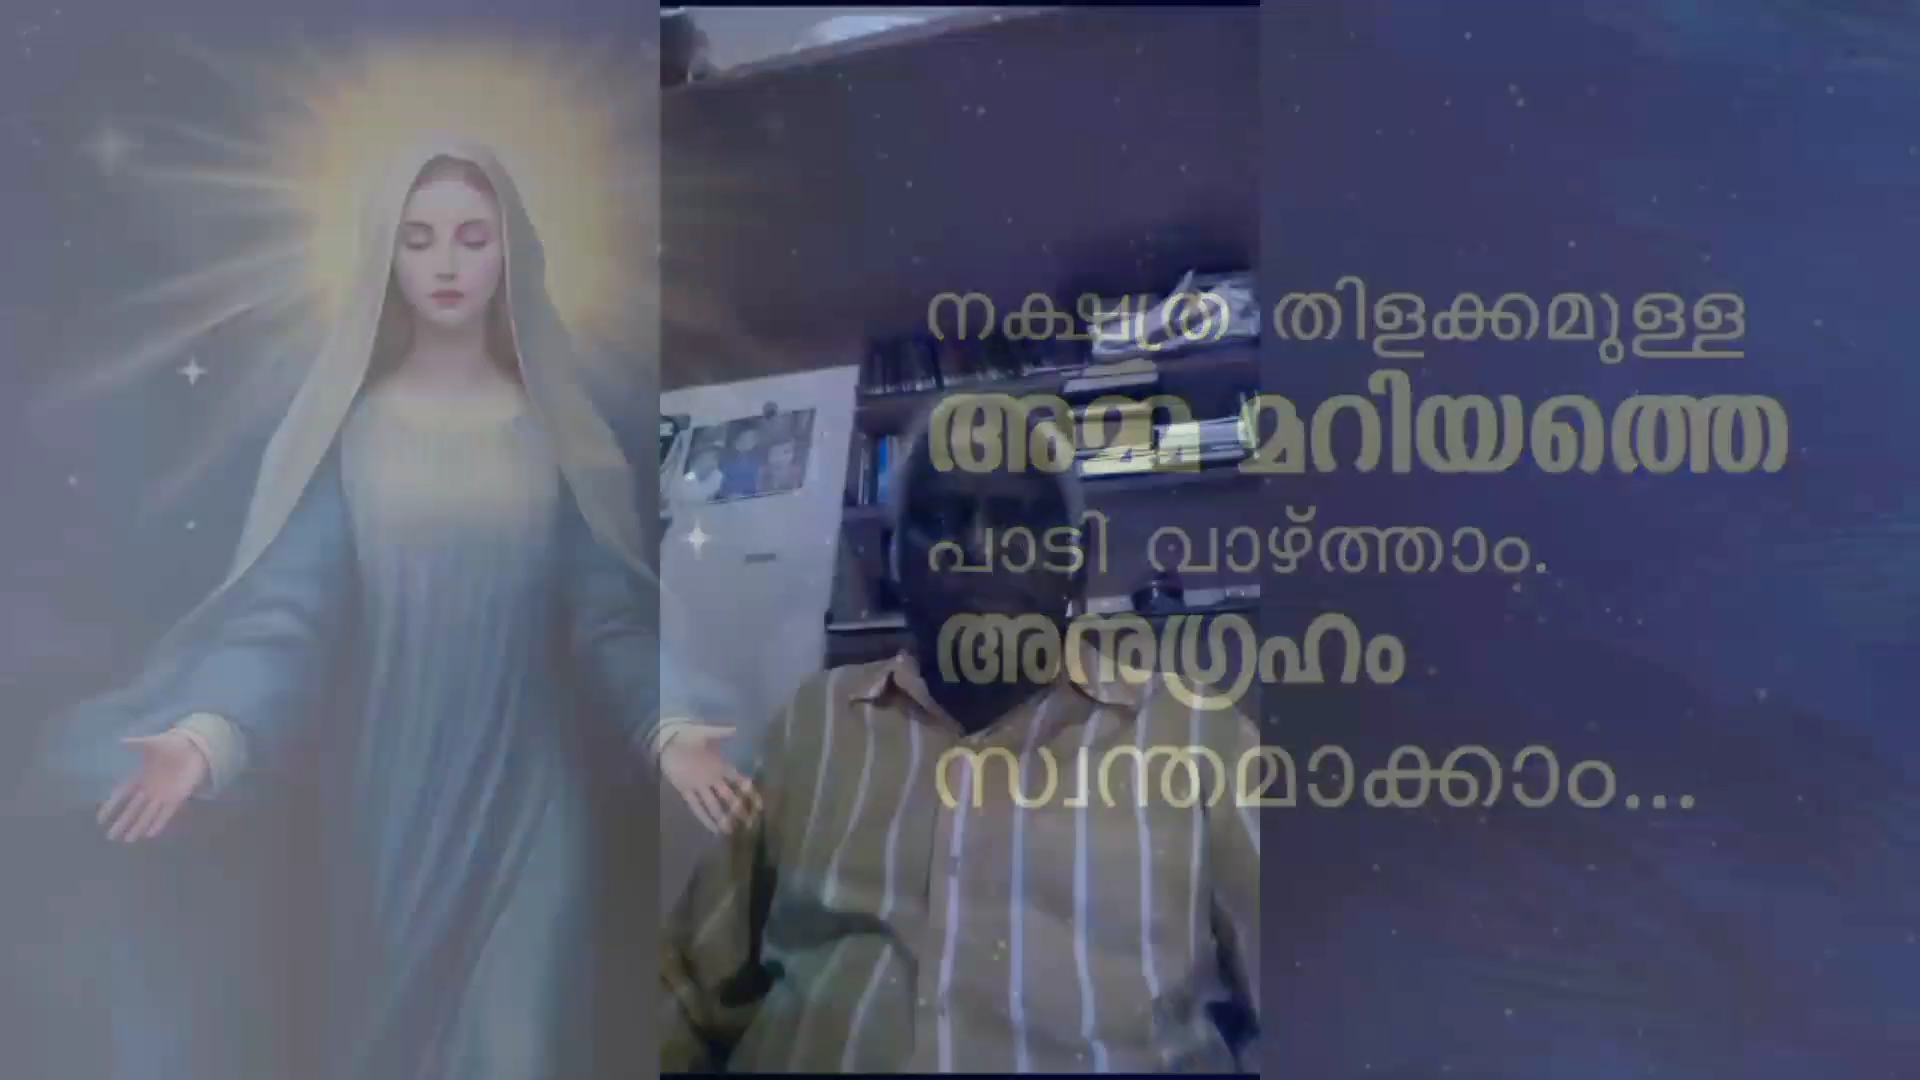 നക്ഷത്ര തിളക്കമുള്ള
അമ്മ മറിയത്തെ
പാടി വാഴ്ത്താം.
അനുഗ്രഹം
സ്വന്തമാക്കാം...